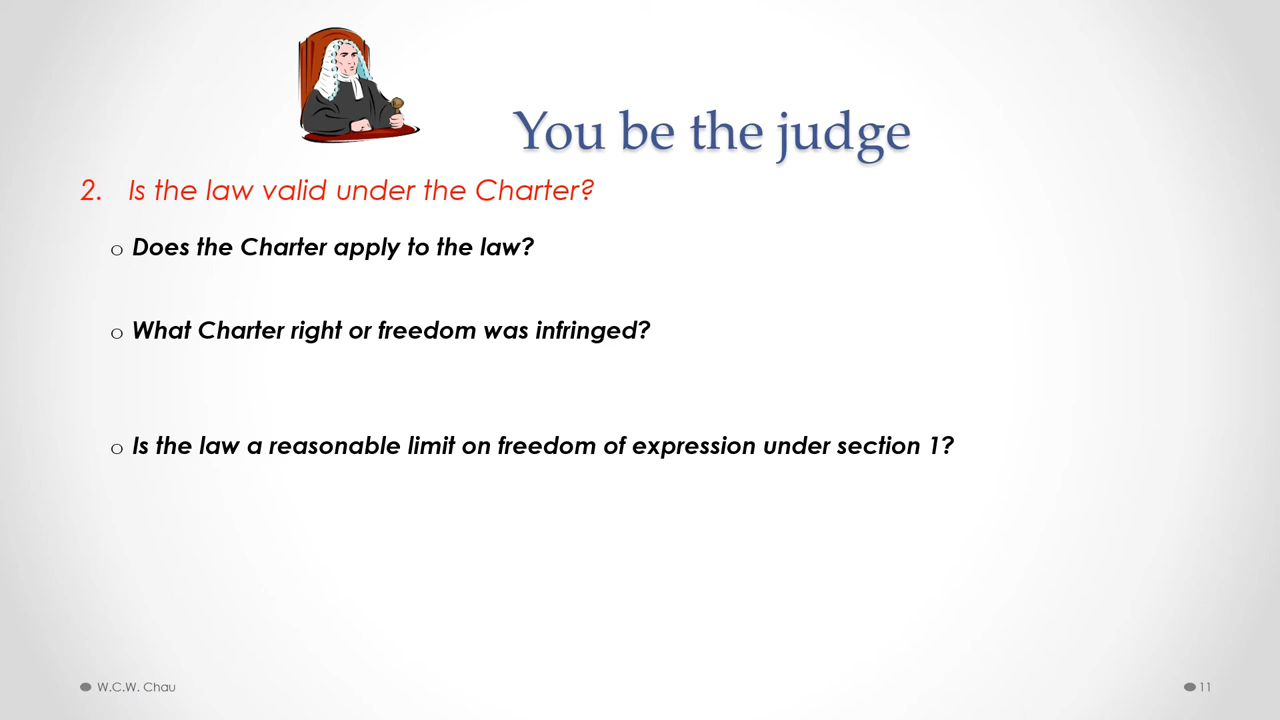 You be the judge
2. Is the law valid under the Charter?
o Does the Charter apply to the law?
o What Charter right or freedom was infringed?
o Is the law a reasonable limit on freedom of expression under section 1?
● W.C.W. Chau
● 11